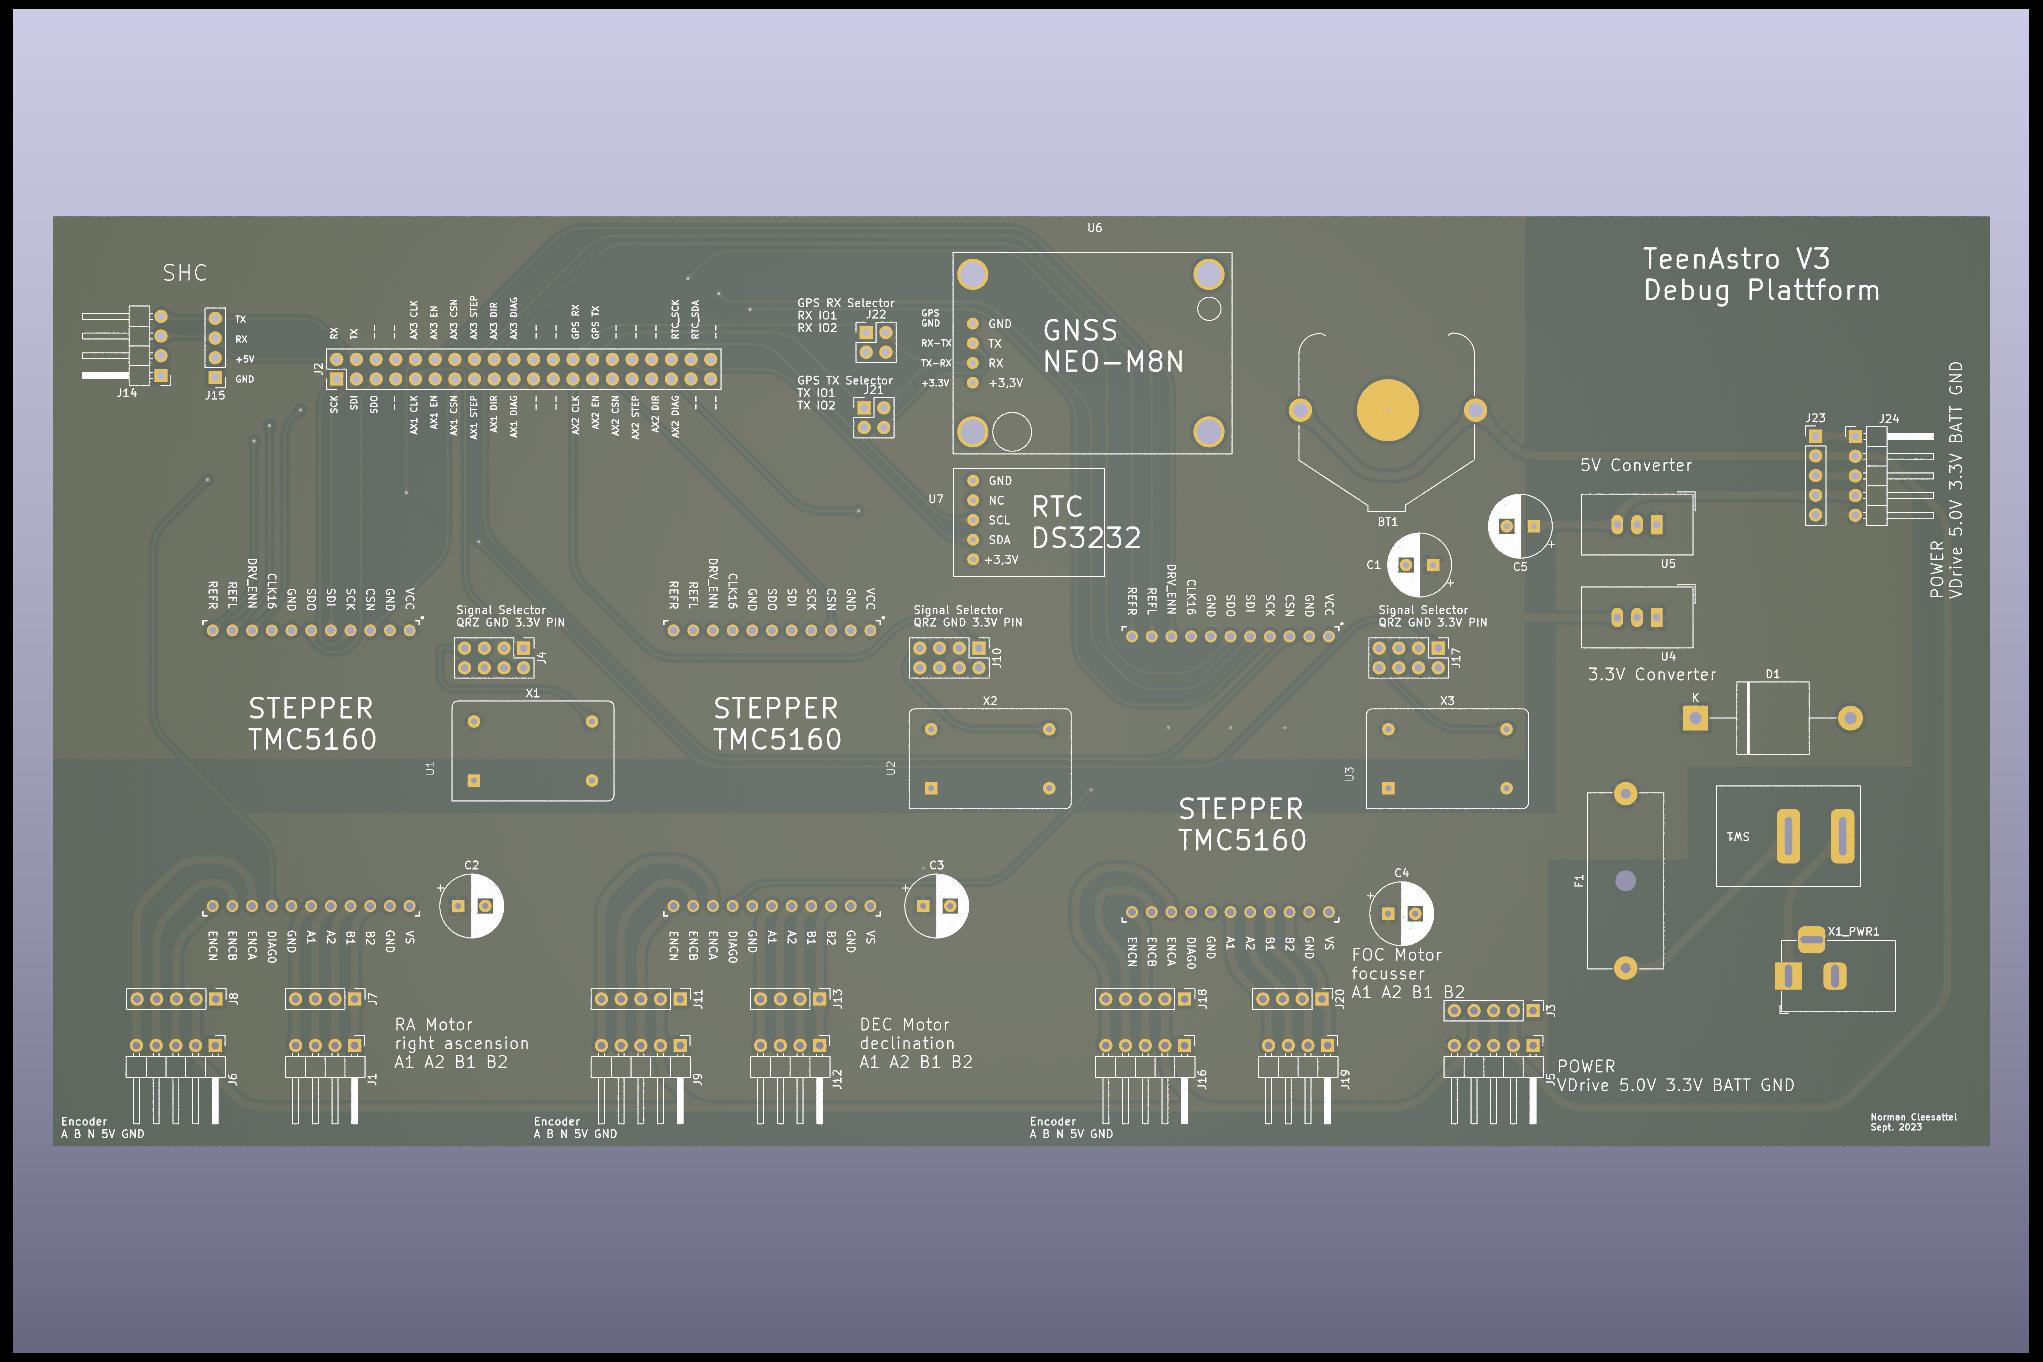 U6
TeenAstro V3
Debug Plattform
SHC
TX
RX
+5V
GND
J14
J15
J2
RX
TX
--
--
AX3 CLK
AX3 EN
AX3 CSN
AX3 STEP
AX3 DIR
AX3 DIAG
--
--
GPS RX
GPS TX
--
--
--
RTC_SCK
RTC_SDA
--
SCK
SDI
SDO
--
AX1 CLK
AX1 EN
AX1 CSN
AX1 STEP
AX1 DIR
AX1 DIAG
--
--
AX2 CLK
AX2 EN
AX2 CSN
AX2 STEP
AX2 DIR
AX2 DIAG
--
--
GPS RX Selector
RX IO1
RX IO2
J22
GPS TX Selector
TX IO1
TX IO2
J21
GPS
GND
RX-TX
TX-RX
+3.3V
GND
TX
RX
+3,3V
GNSS
NEO-M8N
U7
GND
NC
SCL
SDA
+3,3V
RTC
DS3232
BT1
C1
+
C5
+
5V Converter
U5
U4
3.3V Converter
J23
J24
POWER
VDrive 5.0V 3.3V BATT GND
REFR
REFL
DRV_ENN
CLK16
GND
SDO
SDI
SCK
CSN
GND
VCC
Signal Selector
QRZ GND 3.3V PIN
J4
REFR
REFL
DRV_ENN
CLK16
GND
SDO
SDI
SCK
CSN
GND
VCC
Signal Selector
QRZ GND 3.3V PIN
J10
REFR
REFL
DRV_ENN
CLK16
GND
SDO
SDI
SCK
CSN
GND
VCC
Signal Selector
QRZ GND 3.3V PIN
J17
STEPPER
TMC5160
U1
X1
STEPPER
TMC5160
U2
X2
STEPPER
TMC5160
U3
X3
K
D1
F1
SW1
X1_PWR1
C2
+
C3
+
C4
+
ENCN
ENCB
ENCA
DIAG0
GND
A1
A2
B1
B2
GND
VS
ENCN
ENCB
ENCA
DIAG0
GND
A1
A2
B1
B2
GND
VS
ENCN
ENCB
ENCA
DIAG0
GND
A1
A2
B1
B2
GND
VS
FOC Motor
focusser
A1 A2 B1 B2
J8
J7
J11
J13
J18
J20
J3
RA Motor
right ascension
A1 A2 B1 B2
DEC Motor
declination
A1 A2 B1 B2
J6
J1
J9
J12
J16
J19
J5
POWER
VDrive 5.0V 3.3V BATT GND
Encoder
A B N 5V GND
Encoder
A B N 5V GND
Encoder
A B N 5V GND
Norman Cleesattel
Sept. 2023